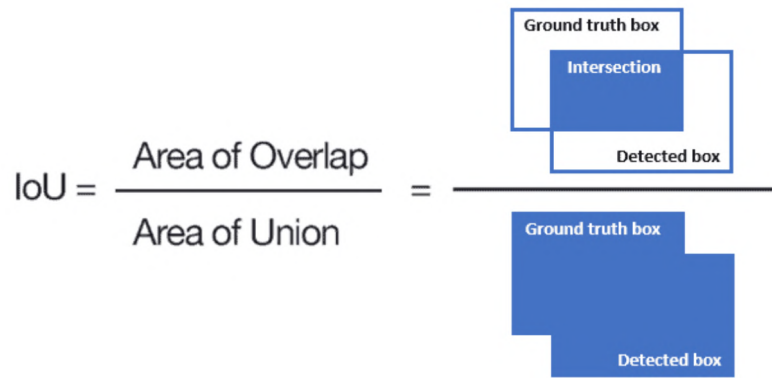 Ground truth box
Intersection
Detected box
IoU = Area of Overlap =
Area of Union
Ground truth box
Detected box